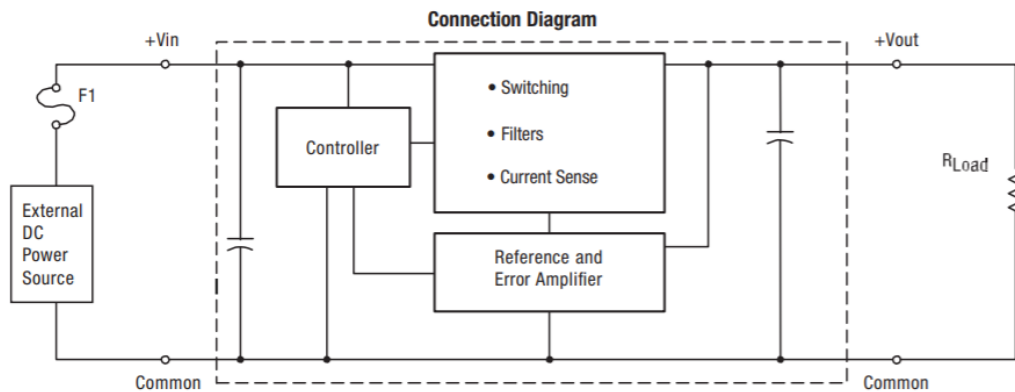 Connection Diagram
+Vin
+Vout
F1
• Switching
• Filters
• Current Sense
Controller
RLoad
External
DC
Power
Source
Reference and
Error Amplifier
Common
Common